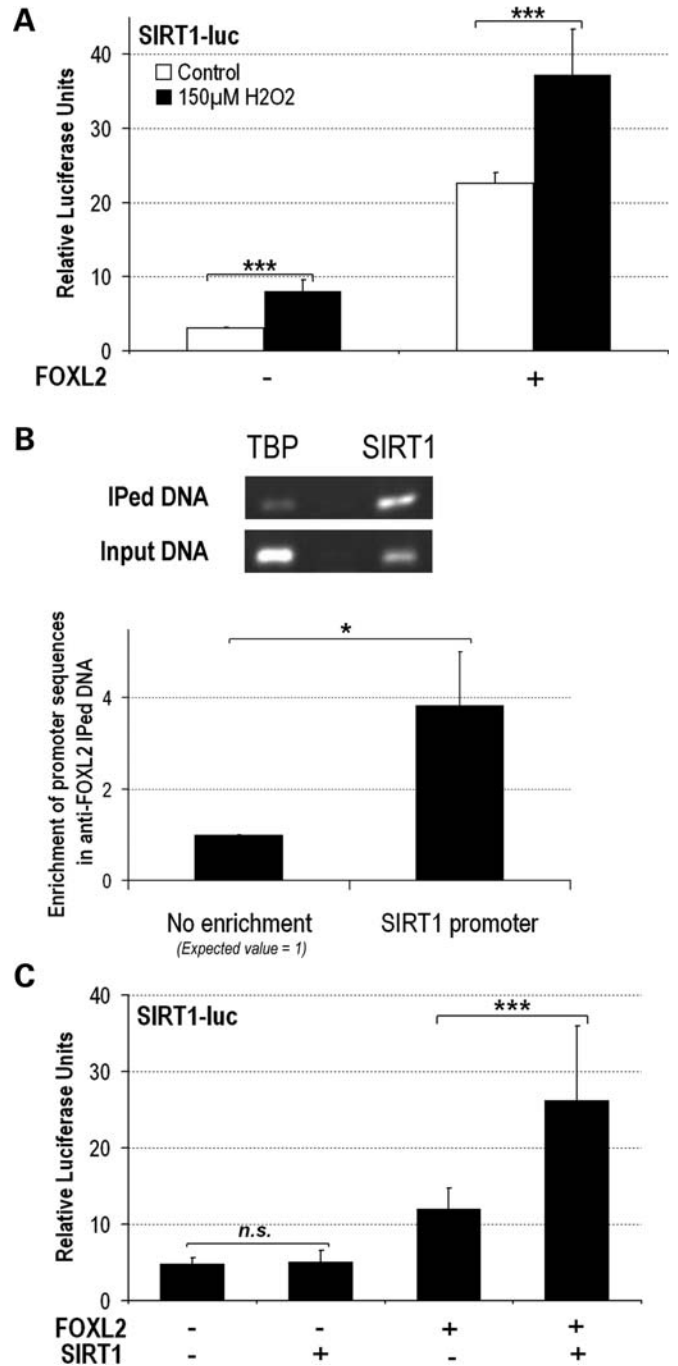 A
SIRT1-luc
***
Control
150µM H2O2
***
Relative Luciferase Units
40
30
20
10
0
FOXL2 - +
B
TBP SIRT1
IPed DNA
Input DNA
*
Enrichment of promoter sequences
in anti-FOXL2 IPed DNA
4
2
0
No enrichment SIRT1 promoter
(Expected value = 1)
C
SIRT1-luc
***
n.s.
Relative Luciferase Units
40
30
20
10
0
FOXL2 - - + +
SIRT1 - + - +